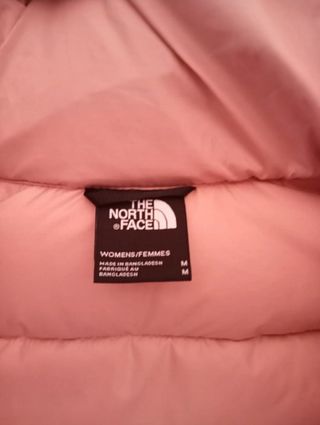 THE
NORTH
®FACE
WOMENS/FEMMES
MADE IN BANGLADESH M
FABRIQUÉ AU
BANGLADESH M